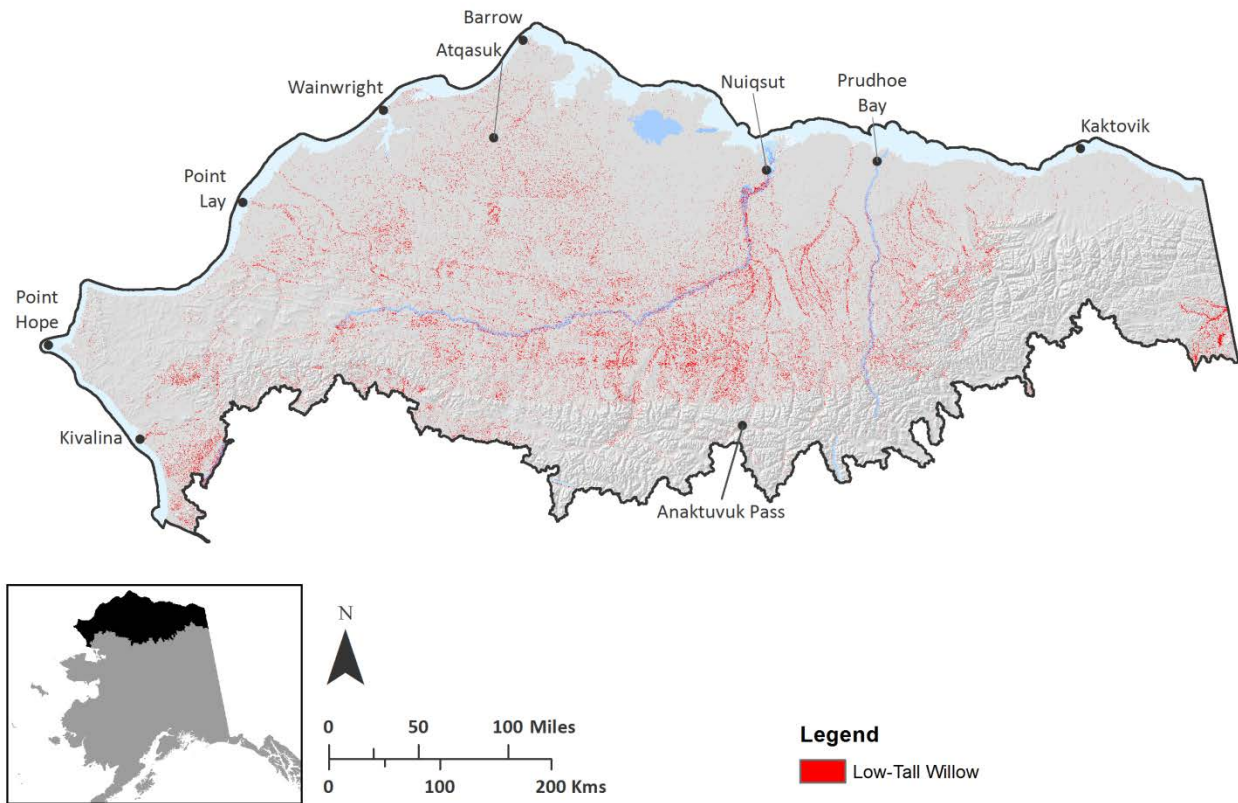 Barrow
Atqasuk
Wainwright
Nuiqsut
Prudhoe
Bay
Kaktovik
Point
Lay
Point
Hope
Kivalina
Anaktuvuk Pass
N
0 50 100 Miles
0 100 200 Kms
Legend
Low-Tall Willow